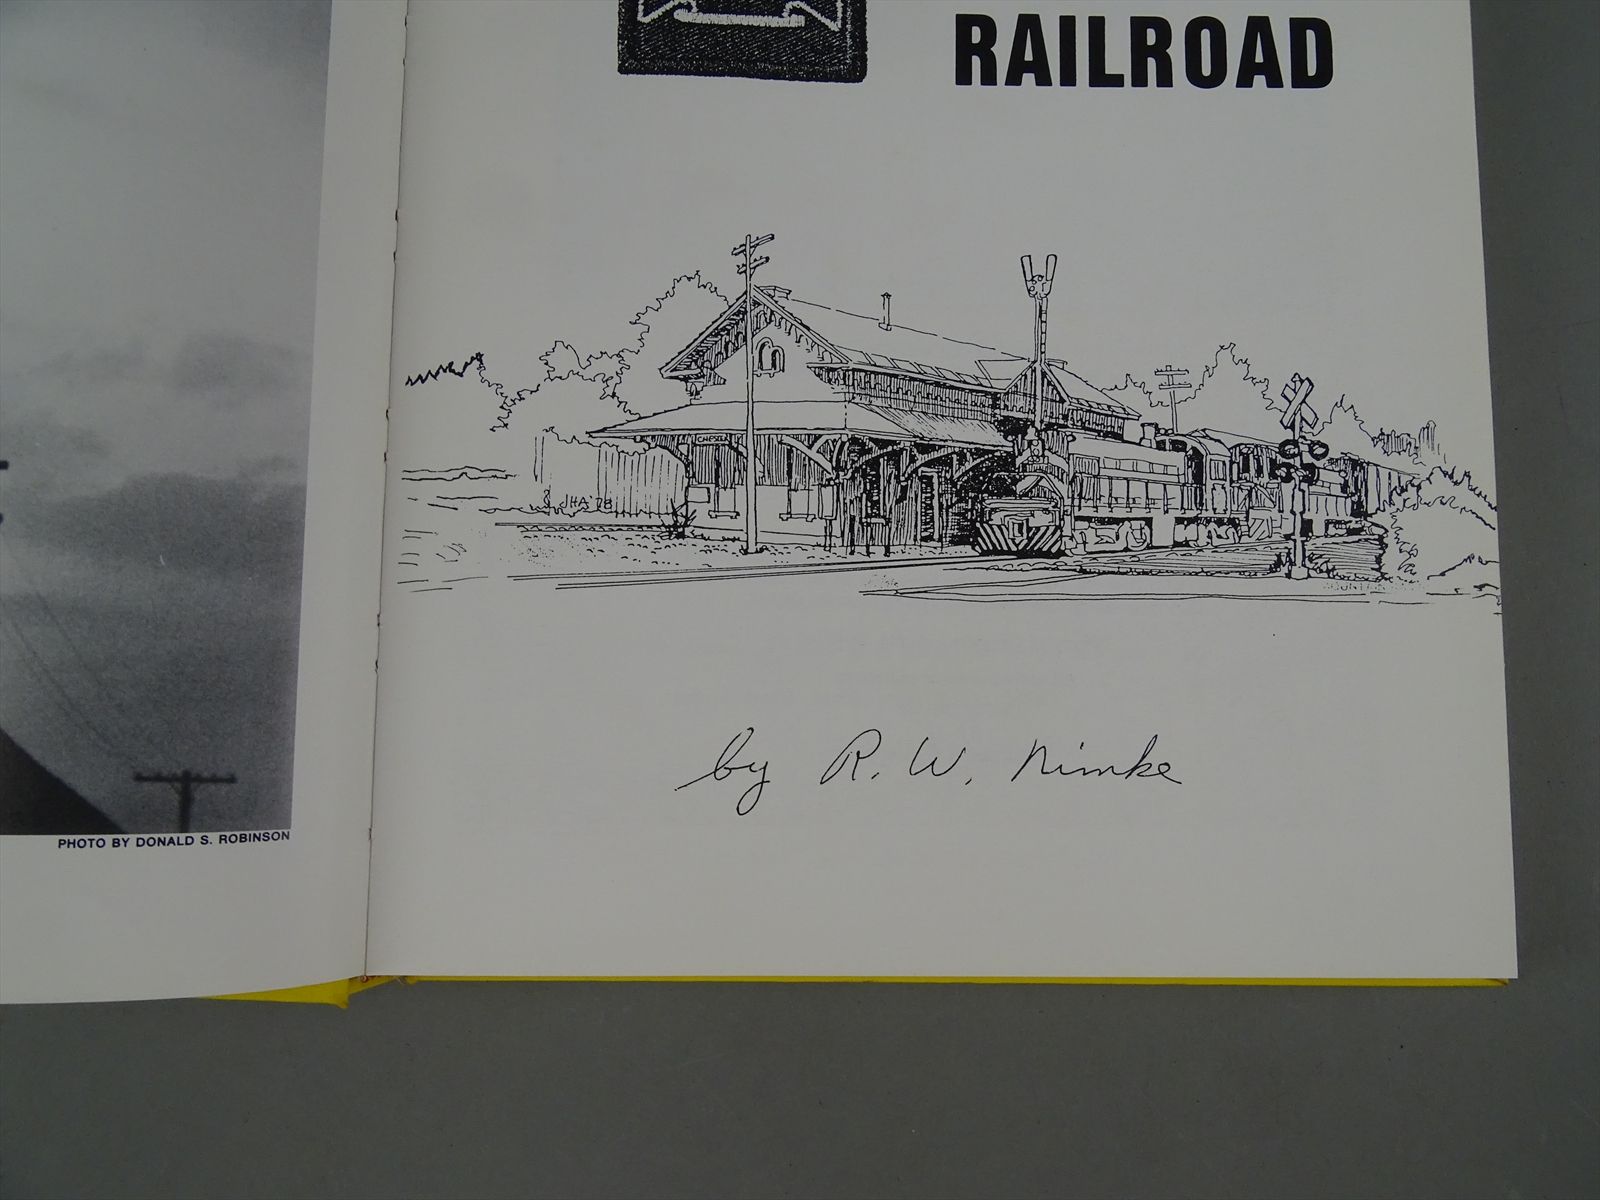 RAILROAD
CHESTER
JHA '78
by R. W. Nimke
PHOTO BY DONALD S. ROBINSON